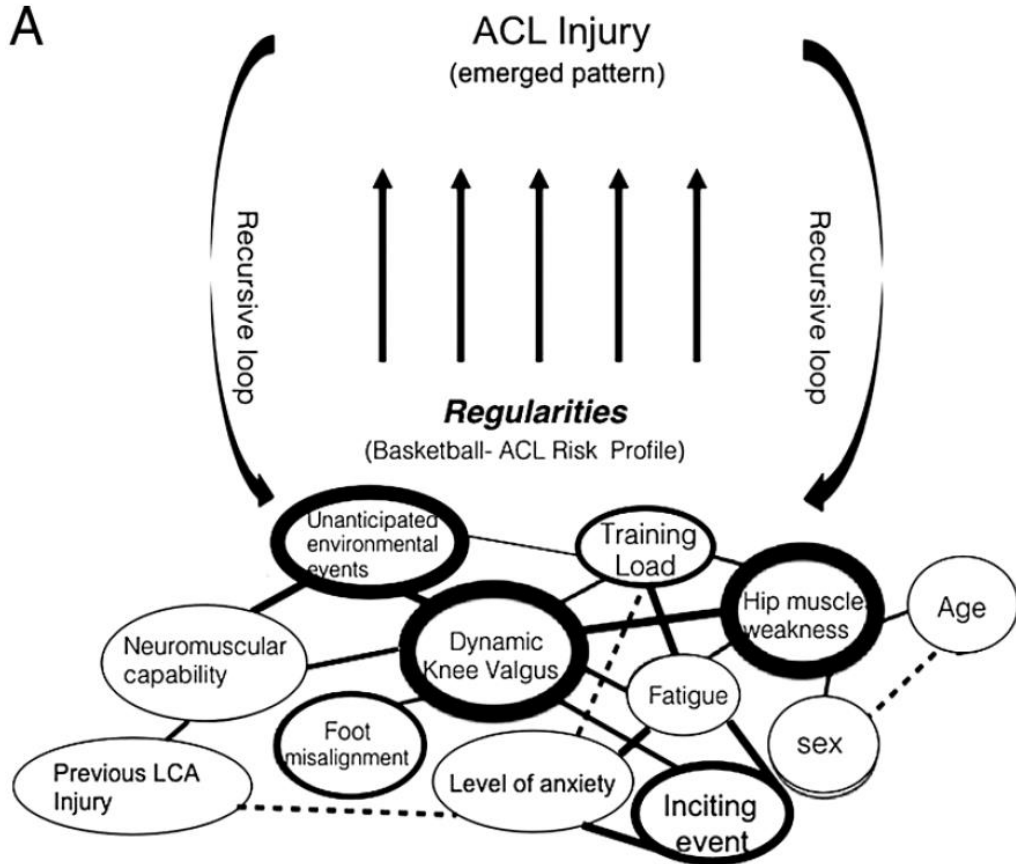 A
ACL Injury
(emerged pattern)
Recursive loop
Recursive loop
Regularities
(Basketball- ACL Risk Profile)
Unanticipated
environmental
events
Training
Load
Hip muscles
weakness
Age
Neuromuscular
capability
Dynamic
Knee Valgus
Fatigue
Foot
misalignment
sex
Previous LCA
Injury
Level of anxiety
Inciting
event